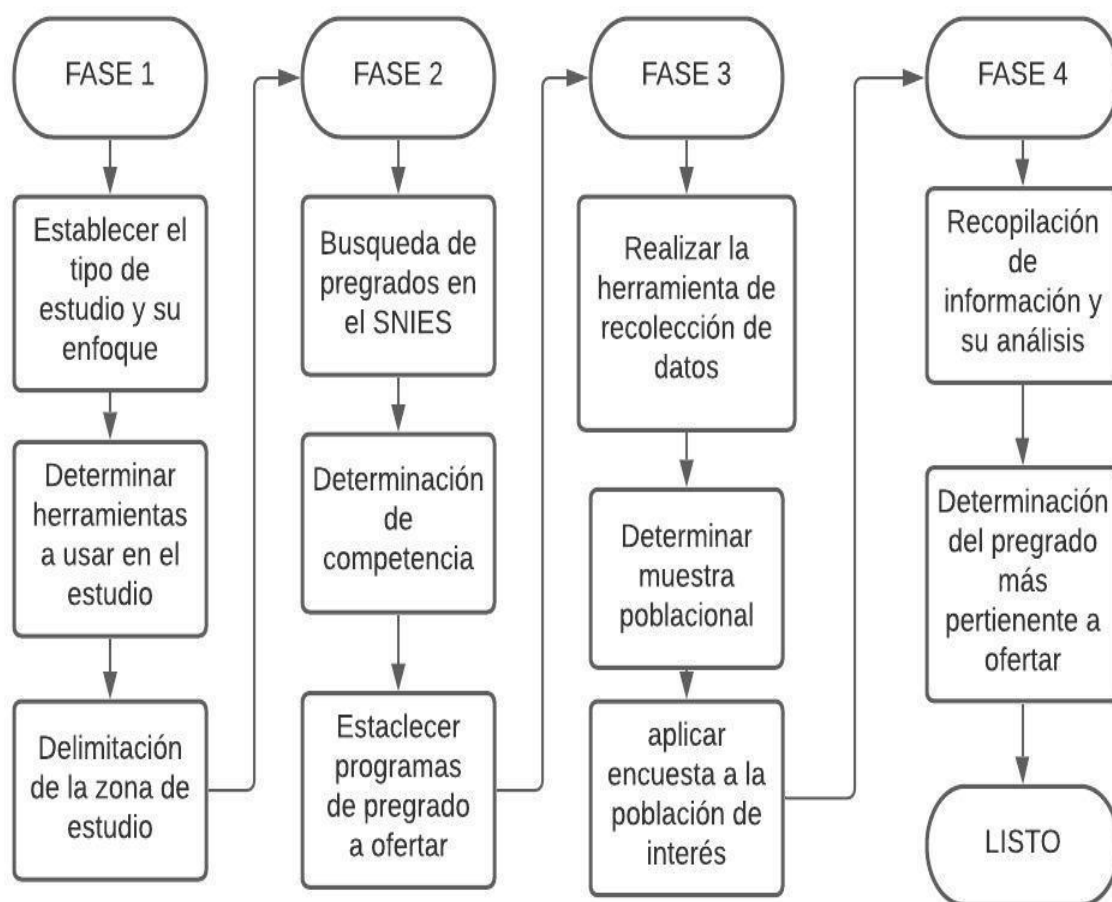 FASE 1
Establecer el
tipo de
estudio y su
enfoque
Determinar
herramientas
a usar en el
estudio
Delimitación
de la zona de
estudio
FASE 2
Busqueda de
pregrados en
el SNIES
Determinación
de
competencia
Estaclecer
programas
de pregrado
a ofertar
FASE 3
Realizar la
herramienta de
recolección de
datos
Determinar
muestra
poblacional
aplicar
encuesta a la
población de
interés
FASE 4
Recopilación
de
información y
su análisis
Determinación
del pregrado
más
pertienente a
ofertar
LISTO